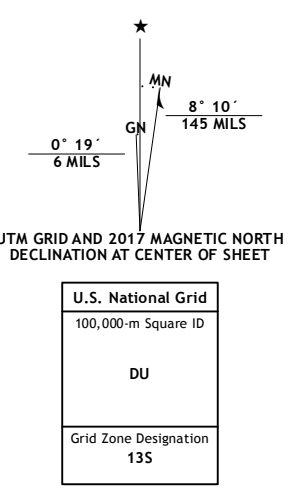 ★
MN
8° 10´
145 MILS
GN
0° 19´
6 MILS
UTM GRID AND 2017 MAGNETIC NORTH
DECLINATION AT CENTER OF SHEET
U.S. National Grid
100,000-m Square ID
DU
Grid Zone Designation
13S